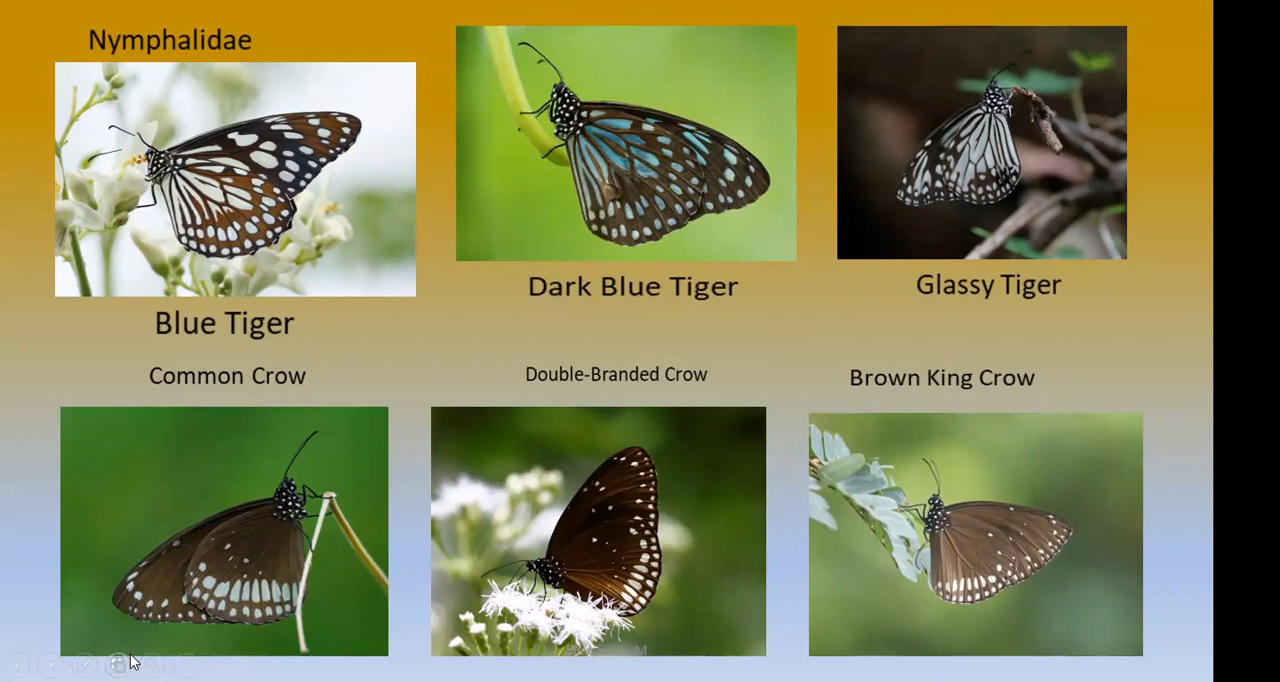 Nymphalidae
Blue Tiger
Dark Blue Tiger
Glassy Tiger
Common Crow
Double-Branded Crow
Brown King Crow